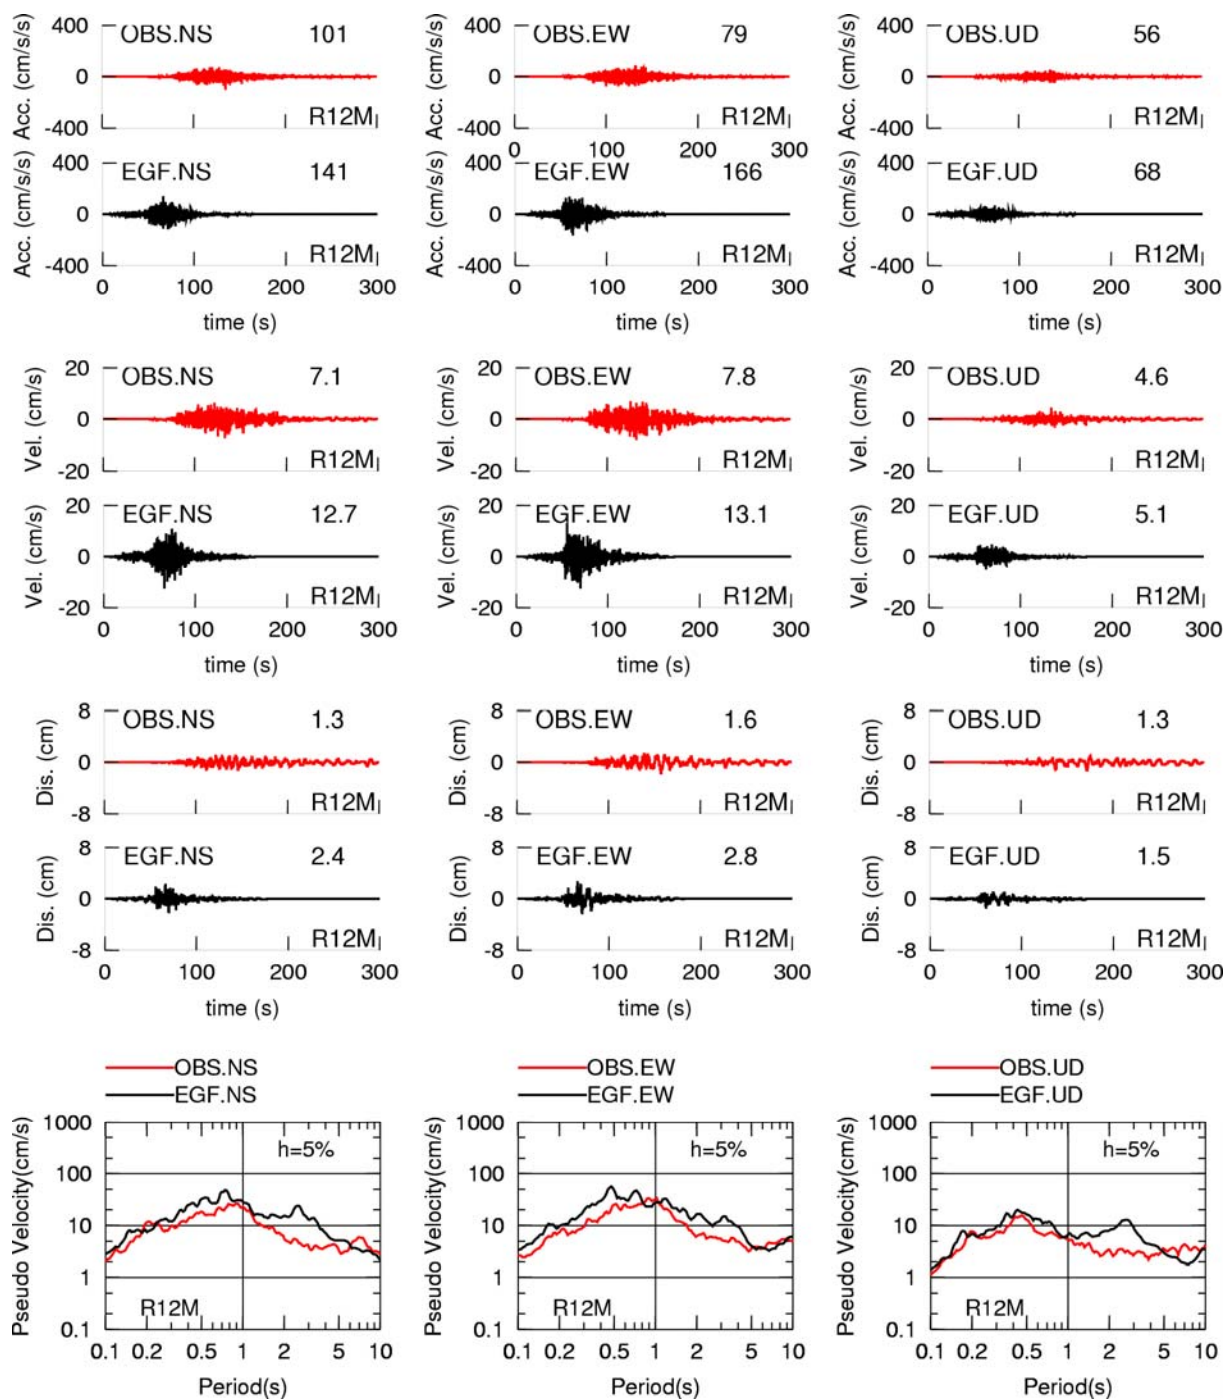 400 OBS.NS 101 400 OBS.EW 79 400 OBS.UD 56
Acc. (cm/s/s/s) 0 Acc. (cm/s/s) 0 Acc. (cm/s/s) 0
-400 R12M -400 R12M -400 R12M
0 100 200 300
400 EGF.NS 141 400 EGF.EW 166 400 EGF.UD 68
Acc. (cm/s/s) 0 Acc. (cm/s/s) 0 Acc. (cm/s/s) 0
-400 R12M -400 R12M -400 R12M
0 100 200 300 0 100 200 300 0 100 200 300
time (s) time (s) time (s)
20 OBS.NS 7.1 20 OBS.EW 7.8 20 OBS.UD 4.6
Vel. (cm/s) 0 Vel. (cm/s) 0 Vel. (cm/s) 0
-20 R12M -20 R12M -20 R12M
20 EGF.NS 12.7 20 EGF.EW 13.1 20 EGF.UD 5.1
Vel. (cm/s) 0 Vel. (cm/s) 0 Vel. (cm/s) 0
-20 R12M -20 R12M -20 R12M
0 100 200 300 0 100 200 300 0 100 200 300
time (s) time (s) time (s)
8 OBS.NS 1.3 8 OBS.EW 1.6 8 OBS.UD 1.3
Dis. (cm) 0 Dis. (cm) 0 Dis. (cm) 0
-8 R12M -8 R12M -8 R12M
8 EGF.NS 2.4 8 EGF.EW 2.8 8 EGF.UD 1.5
Dis. (cm) 0 Dis. (cm) 0 Dis. (cm) 0
-8 R12M -8 R12M -8 R12M
0 100 200 300 0 100 200 300 0 100 200 300
time (s) time (s) time (s)
OBS.NS OBS.EW OBS.UD
EGF.NS EGF.EW EGF.UD
1000 1000 1000
h=5% h=5% h=5%
100 100 100
Pseudo Velocity(cm/s) Pseudo Velocity(cm/s) Pseudo Velocity(cm/s)
10 10 10
1 1 1
R12M R12M R12M
0.1 0.1 0.1
0.1 0.2 0.5 1 2 5 10 0.1 0.2 0.5 1 2 5 10 0.1 0.2 0.5 1 2 5 10
Period(s) Period(s) Period(s)